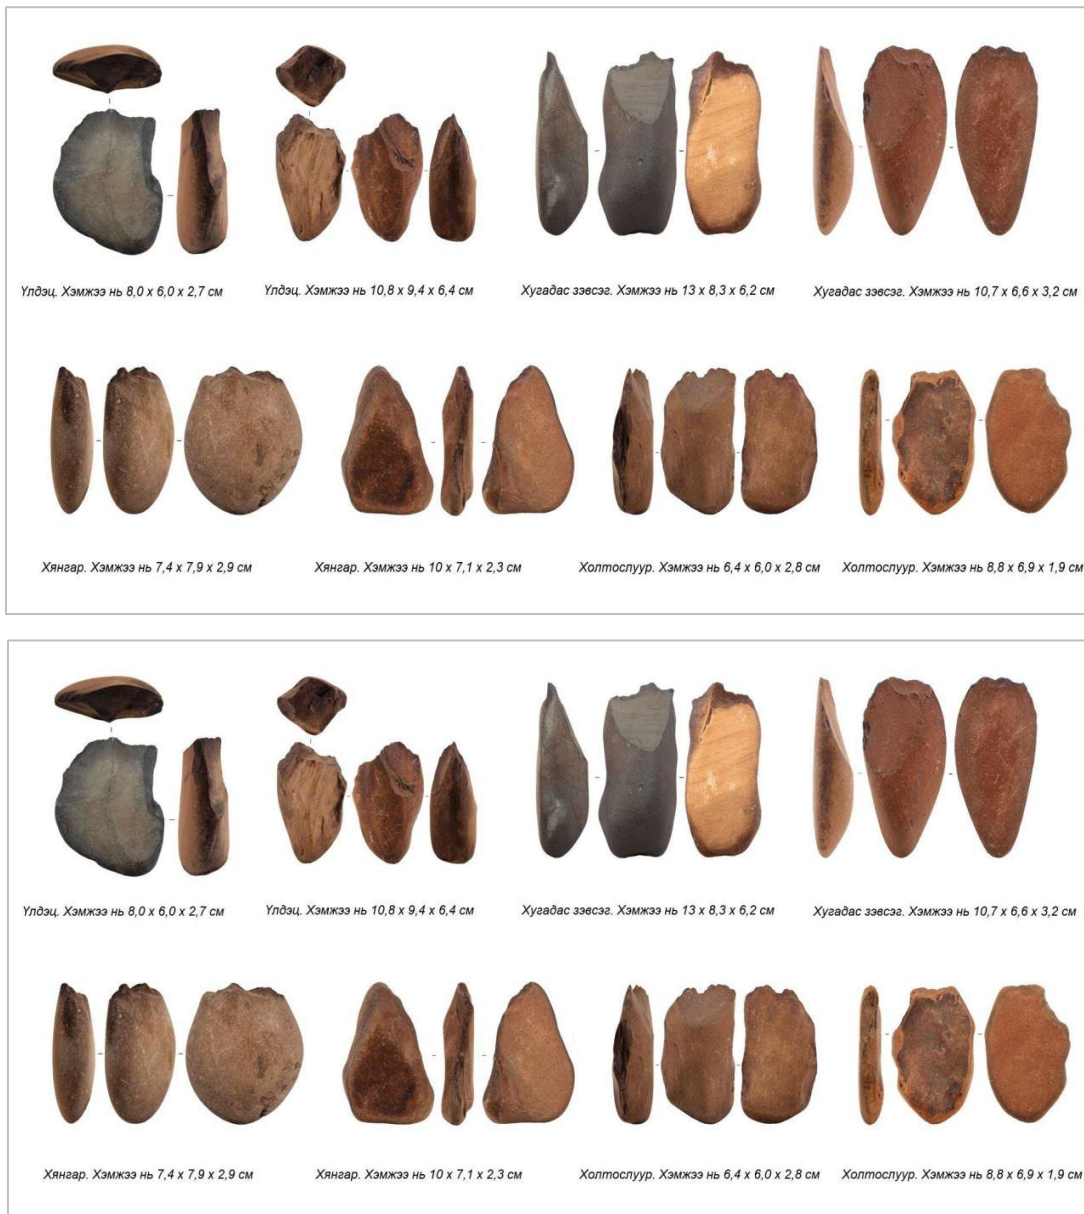 Үлдэц. Хэмжээ нь 8,0 x 6,0 x 2,7 см
Үлдэц. Хэмжээ нь 10,8 x 9,4 x 6,4 см
Хугадас зэвсэг. Хэмжээ нь 13 x 8,3 x 6,2 см
Хугадас зэвсэг. Хэмжээ нь 10,7 x 6,6 x 3,2 см
Хянгар. Хэмжээ нь 7,4 x 7,9 x 2,9 см
Хянгар. Хэмжээ нь 10 x 7,1 x 2,3 см
Холтослуур. Хэмжээ нь 6,4 x 6,0 x 2,8 см
Холтослуур. Хэмжээ нь 8,8 x 6,9 x 1,9 см
Үлдэц. Хэмжээ нь 8,0 x 6,0 x 2,7 см
Үлдэц. Хэмжээ нь 10,8 x 9,4 x 6,4 см
Хугадас зэвсэг. Хэмжээ нь 13 x 8,3 x 6,2 см
Хугадас зэвсэг. Хэмжээ нь 10,7 x 6,6 x 3,2 см
Хянгар. Хэмжээ нь 7,4 x 7,9 x 2,9 см
Хянгар. Хэмжээ нь 10 x 7,1 x 2,3 см
Холтослуур. Хэмжээ нь 6,4 x 6,0 x 2,8 см
Холтослуур. Хэмжээ нь 8,8 x 6,9 x 1,9 см